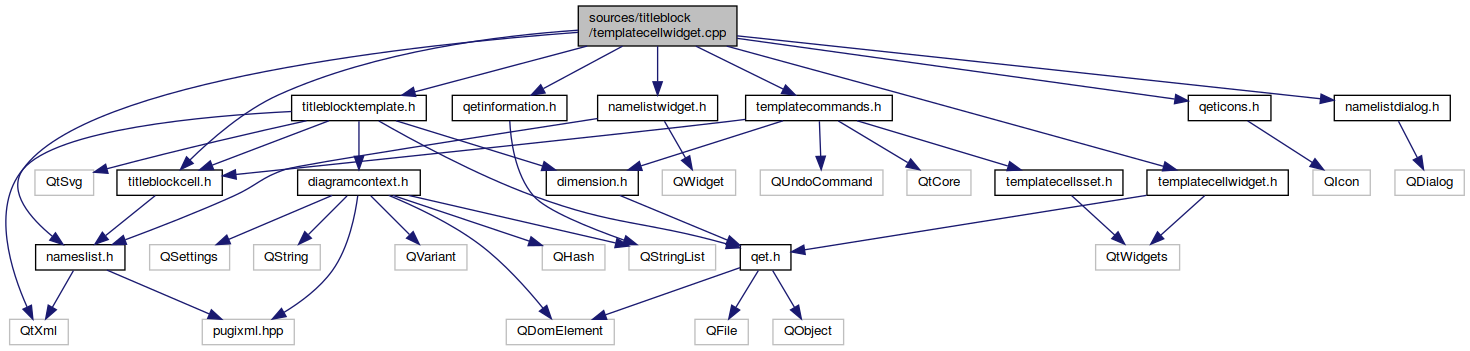 sources/titleblock
/templatecellwidget.cpp
titleblocktemplate.h
qetinformation.h
namelistwidget.h
templatecommands.h
qeticons.h
namelistdialog.h
QtSvg
titleblockcell.h
diagramcontext.h
dimension.h
QWidget
QUndoCommand
QtCore
templatecellsset.h
templatecellwidget.h
QIcon
QDialog
nameslist.h
QSettings
QString
QVariant
QHash
QStringList
qet.h
QtWidgets
QtXml
pugixml.hpp
QDomElement
QFile
QObject